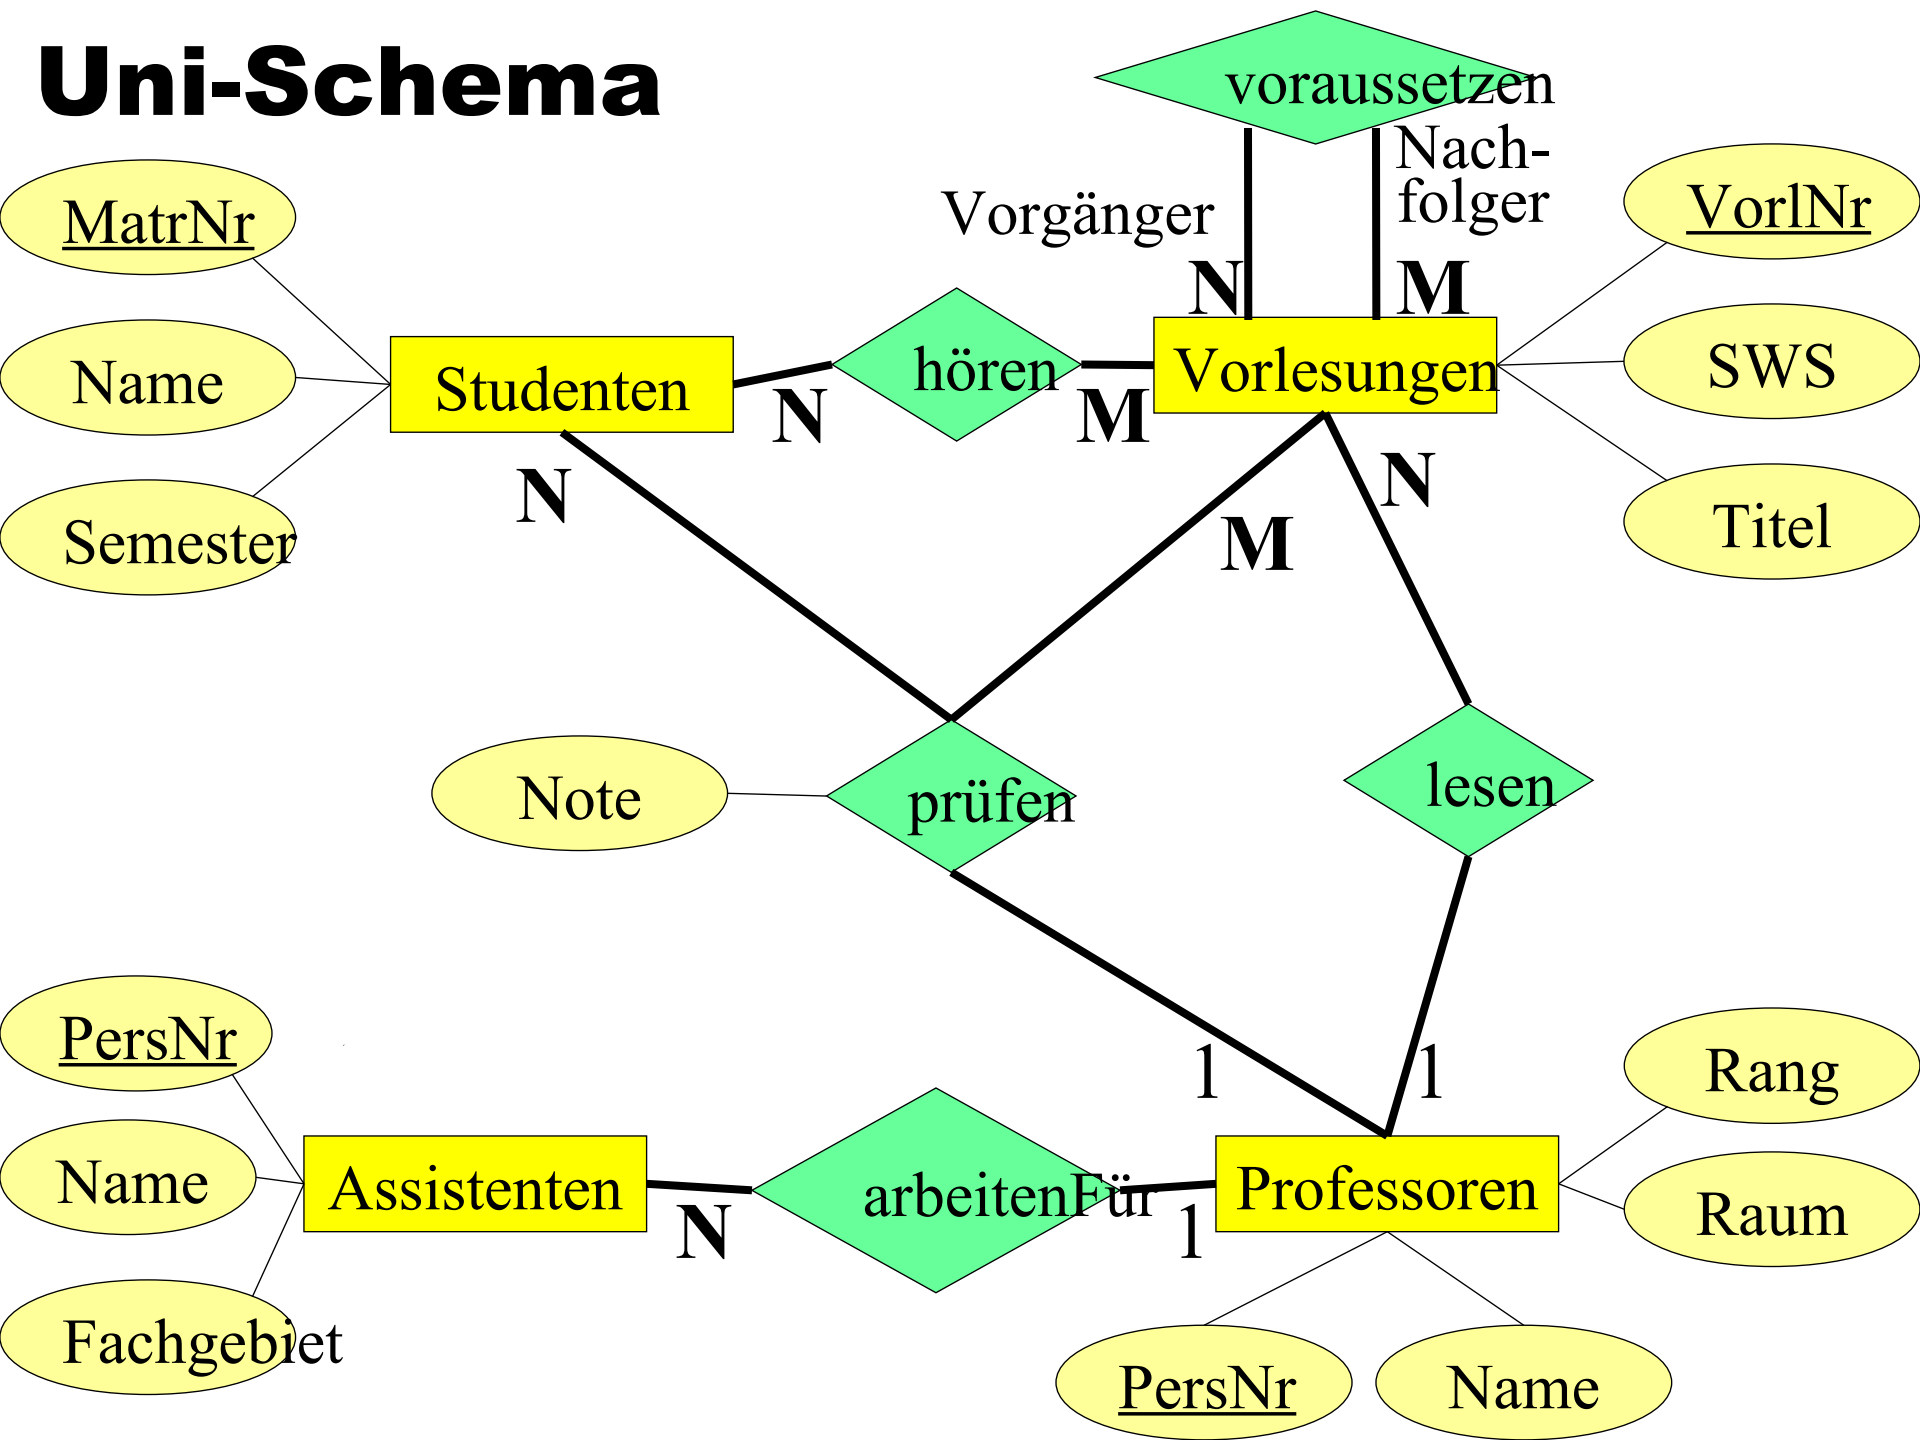 Uni-Schema
voraussetzen
Nach-
folger
Vorgänger
N
M
MatrNr
Name
Semester
Studenten
N
hören
M
Vorlesungen
VorlNr
SWS
Titel
N
M
N
Note
prüfen
lesen
1
1
PersNr
Name
Fachgebiet
Assistenten
N
arbeitenFür
1
Professoren
Rang
Raum
PersNr
Name